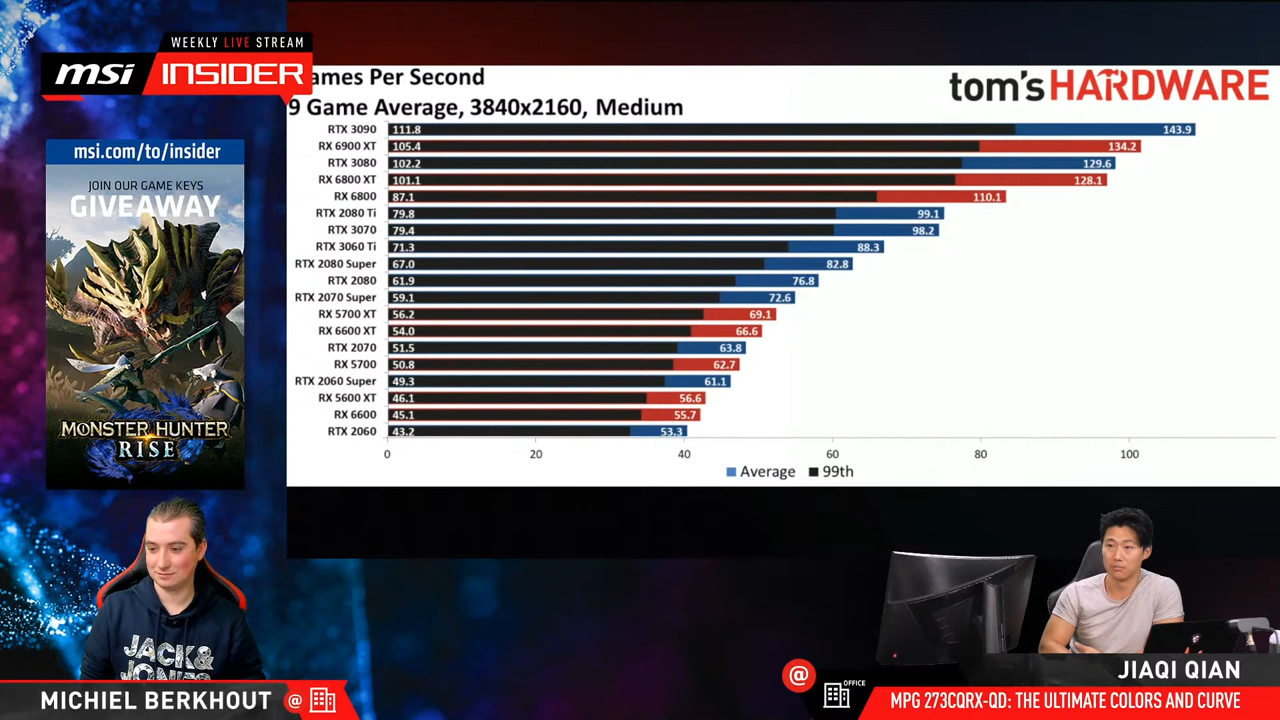 WEEKLY LIVE STREAM
msi INSIDER
msi.com/to/insider
JOIN OUR GAME KEYS
GIVEAWAY
MONSTER HUNTER
RISE
ames Per Second
9 Game Average, 3840x2160, Medium
tom's HARDWARE
RTX 3090 111.8 143.9
RX 6900 XT 105.4 134.2
RTX 3080 102.2 129.6
RX 6800 XT 101.1 128.1
RX 6800 87.1 110.1
RTX 2080 Ti 79.8 99.1
RTX 3070 79.4 98.2
RTX 3060 Ti 71.3 88.3
RTX 2080 Super 67.0 82.8
RTX 2080 61.9 76.8
RTX 2070 Super 59.1 72.6
RX 5700 XT 56.2 69.1
RX 6600 XT 54.0 66.6
RTX 2070 51.5 63.8
RX 5700 50.8 62.7
RTX 2060 Super 49.3 61.1
RX 5600 XT 46.1 56.6
RX 6600 45.1 55.7
RTX 2060 43.2 53.3
0 20 40 60 80 100
Average 99th
JACK&
JONES
MICHIEL BERKHOUT @
@ OFFICE
JIAQI QIAN
MPG 273CQRX-QD: THE ULTIMATE COLORS AND CURVE